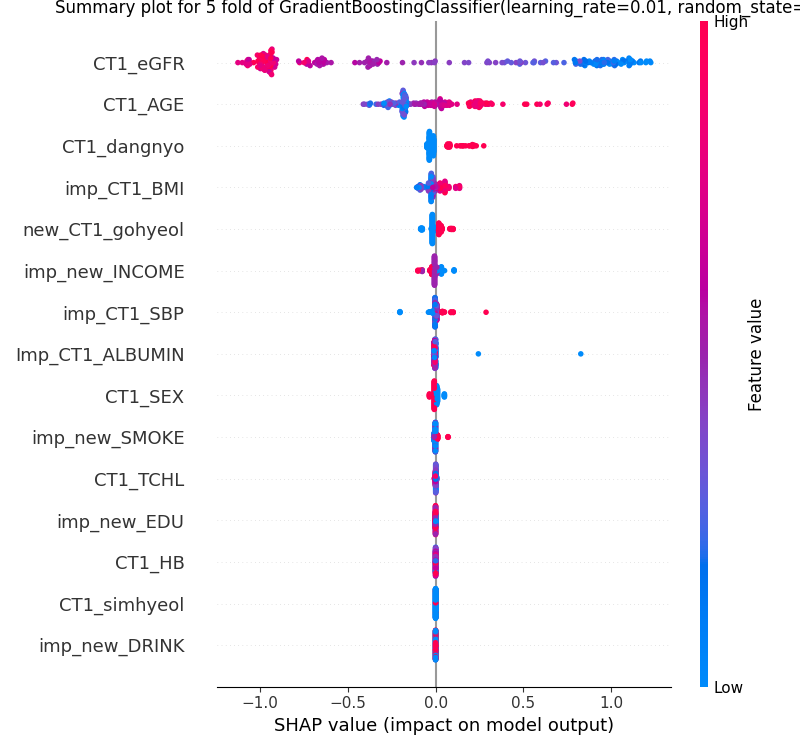 Summary plot for 5 fold of GradientBoostingClassifier(learning_rate=0.01, random_state=
High
CT1_eGFR
CT1_AGE
CT1_dangnyo
imp_CT1_BMI
new_CT1_gohyeol
imp_new_INCOME
imp_CT1_SBP
Imp_CT1_ALBUMIN
CT1_SEX
imp_new_SMOKE
CT1_TCHL
imp_new_EDU
CT1_HB
CT1_simhyeol
imp_new_DRINK
Feature value
Low
−1.0 −0.5 0.0 0.5 1.0
SHAP value (impact on model output)